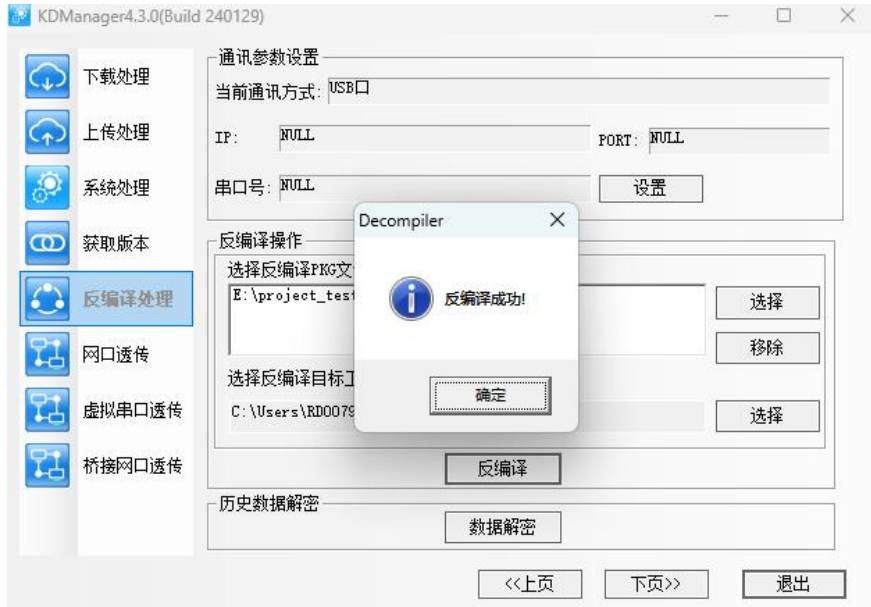 KDManager4.3.0(Build 240129)
下载处理
上传处理
系统处理
获取版本
反编译处理
网口透传
虚拟串口透传
桥接网口透传
通讯参数设置
当前通讯方式: USB口
IP: NULL
PORT: NULL
串口号: NULL
设置
反编译操作
选择反编译PKG文
E:\project_test
选择
移除
选择反编译目标工
C:\Users\RD0079
选择
反编译
Decompiler
反编译成功!
确定
历史数据解密
数据解密
<<上页
下页>>
退出